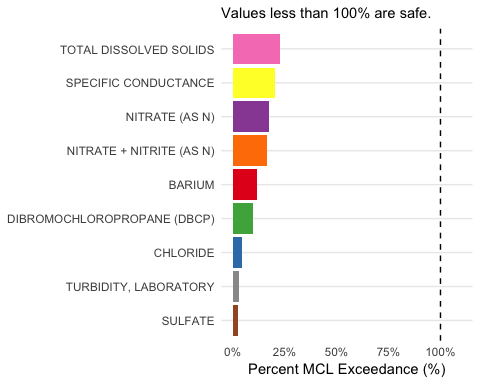 Values less than 100% are safe.
TOTAL DISSOLVED SOLIDS
SPECIFIC CONDUCTANCE
NITRATE (AS N)
NITRATE + NITRITE (AS N)
BARIUM
DIBROMOCHLOROPROPANE (DBCP)
CHLORIDE
TURBIDITY, LABORATORY
SULFATE
0% 25% 50% 75% 100%
Percent MCL Exceedance (%)